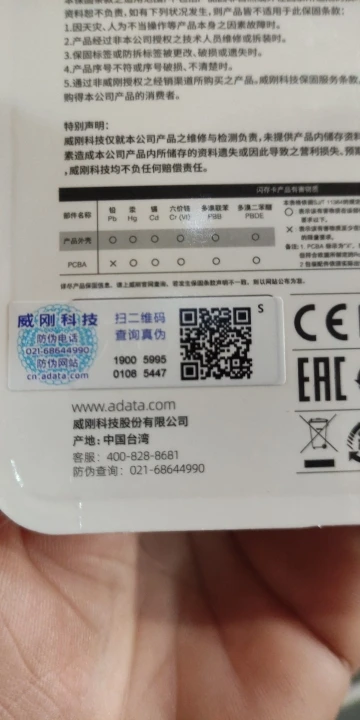 资料恕不负责,如有下列状况发生,则产品皆不适用于此保固条款:
1.因天灾、人为不当操作等产品本身之因素故障时。
2.产品经过非本公司授权之技术人员维修或拆装时。
3.保固标签或防拆标签被更改、破损或遗失时。
4.产品序号不符或序号破损、不清楚时。
5.通过非威刚授权之经销渠道所购买之产品,威刚科技保固服务条款
购得本公司产品的消费者。
特别声明:
威刚科技仅就本公司产品之维修与检测负责,未提供产品内储存资料
素造成本公司产品内所储存的资料遗失或因此导致之营利损失、预期
,威刚科技均不负任何赔偿责任。
部件名称 铅 Pb 汞 Hg 镉 Cd 六价铬 Cr (VI) 多溴联苯 PBB 多溴二苯醚 PBDE
产品外壳 ○ ○ ○ ○ ○ ○
PCBA × ○ ○ ○ ○ ○
威刚科技
防伪电话
021-68644990
防伪网站
cn.adata.com
扫二维码
查询真伪
1900 5995
0108 5447
S
CE
EAC
www.adata.com
威刚科技股份有限公司
产地:中国台湾
客服:400-828-8681
防伪查询:021-68644990